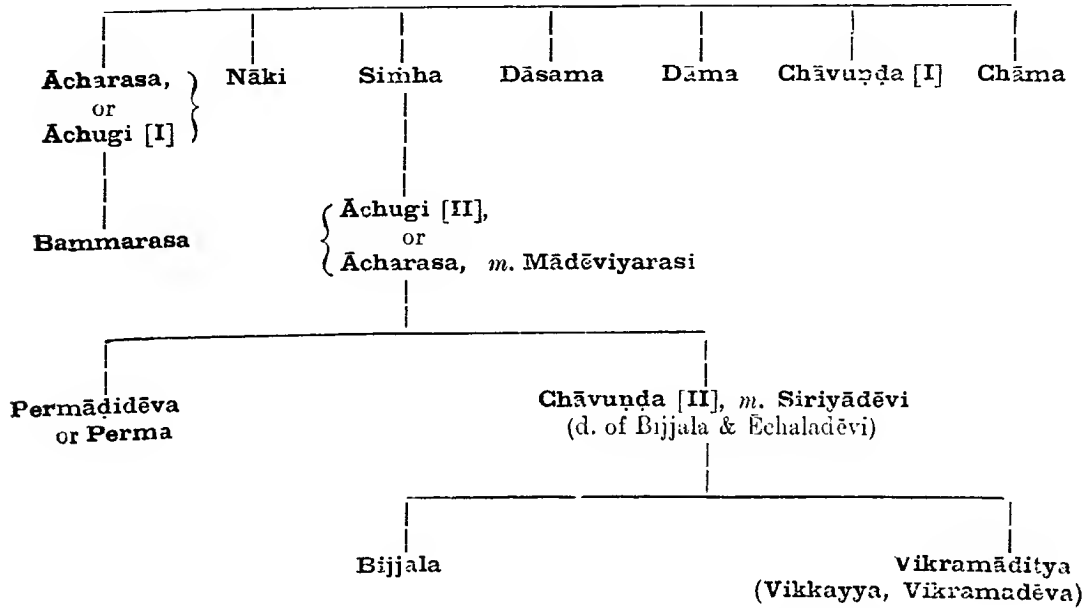 Ācharasa, or Āchugi [I]
Nāki
Siṁha
Dāsama
Dāma
Chāvuṇḍa [I]
Chāma
Bammarasa
Āchugi [II],
or
Ācharasa, m. Mādēviyarasi
Permāḍidēva
or Perma
Chāvuṇḍa [II], m. Siriyādēvi
(d. of Bijjala & Ēchaladēvi)
Bijjala
Vikramāditya
(Vikkayya, Vikramadēva)